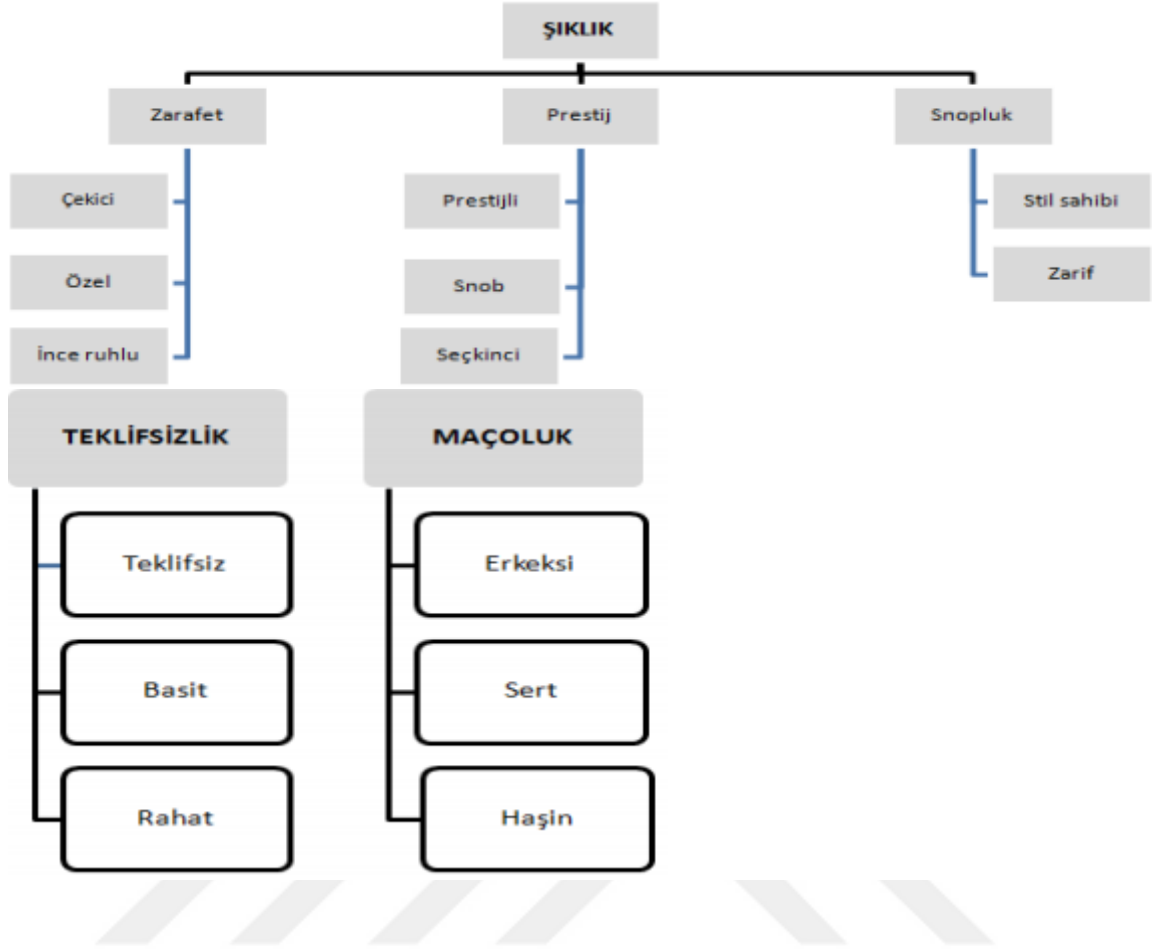 ŞIKLIK
Zarafet
Prestij
Snopluk
Çekici
Prestijli
Stil sahibi
Özel
Snob
Zarif
İnce ruhlu
Seçkinci
TEKLİFSİZLİK
MAÇOLUK
Teklifsiz
Erkeksi
Basit
Sert
Rahat
Haşin